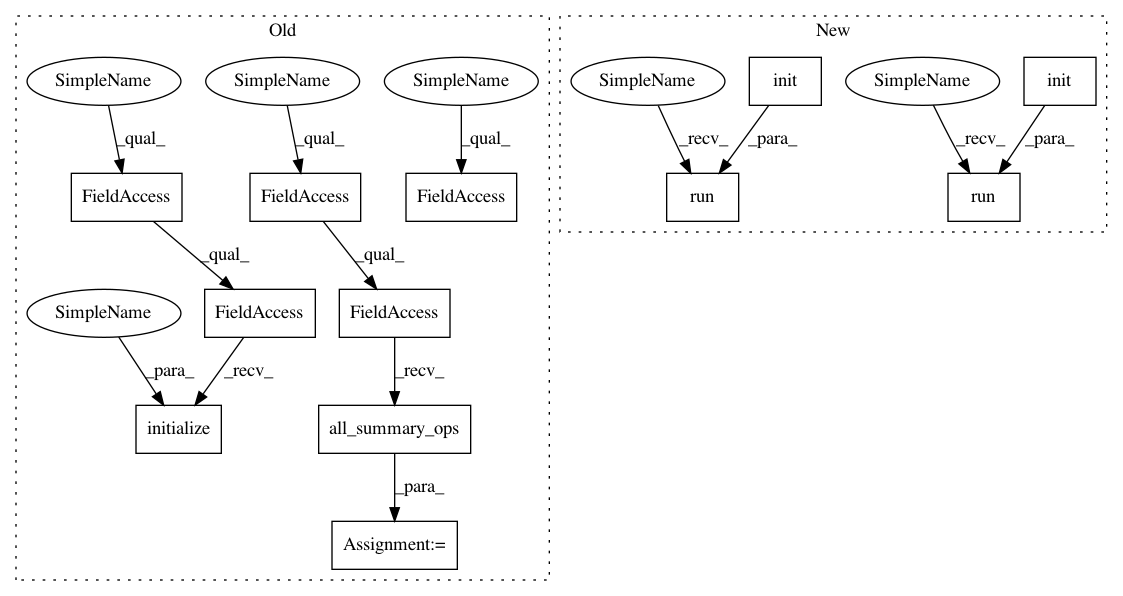 Old
New
SimpleName
SimpleName
SimpleName
SimpleName
init
SimpleName
init
_qual_
_qual_
_qual_
_recv_
_para_
_recv_
_para_
FieldAccess
FieldAccess
FieldAccess
run
run
_qual_
_qual_
SimpleName
FieldAccess
FieldAccess
_para_
_recv_
_recv_
initialize
all_summary_ops
_para_
Assignment:=